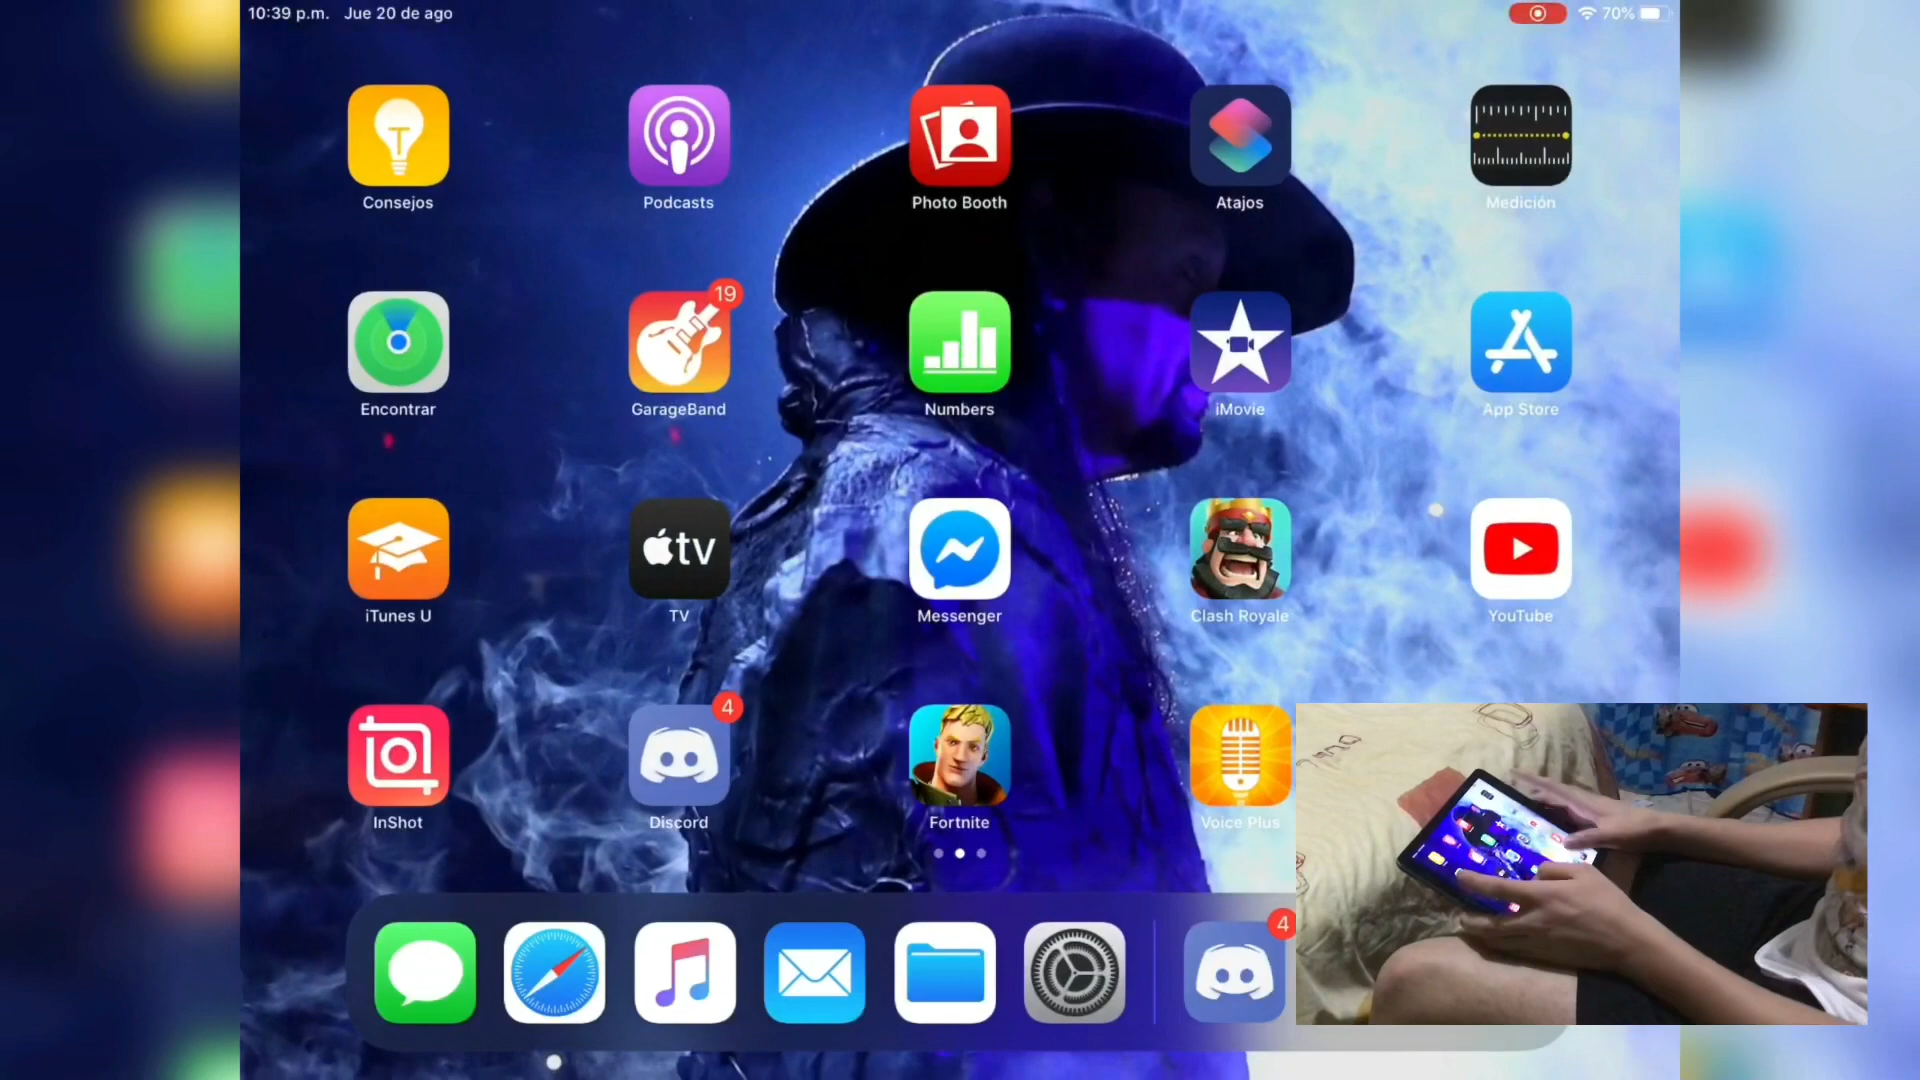 10:39 p.m. Jue 20 de ago
70%
Consejos
Podcasts
Photo Booth
Atajos
Medición
19
Encontrar
GarageBand
Numbers
iMovie
App Store
tv
iTunes U
TV
Messenger
Clash Royale
YouTube
4
InShot
Discord
Fortnite
Voice Plus
4